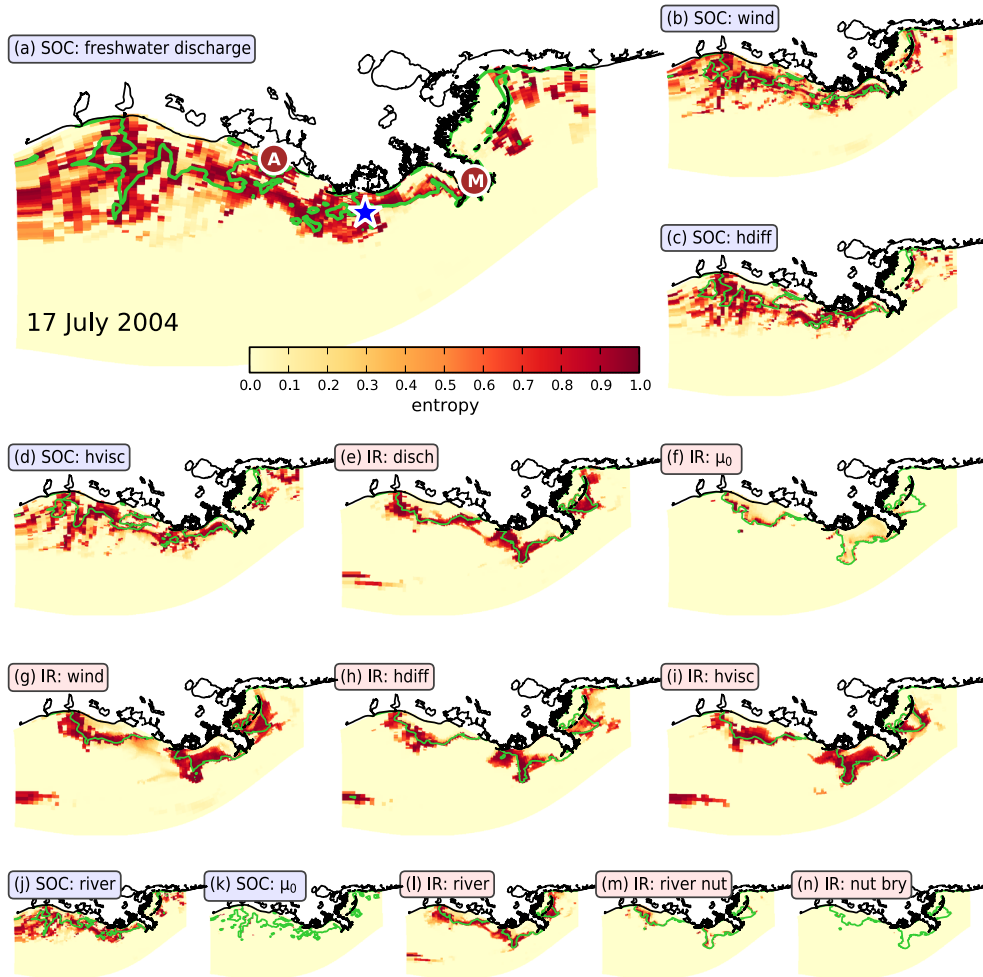 (a) SOC: freshwater discharge
(b) SOC: wind
A
M
(c) SOC: hdiff
17 July 2004
0.0 0.1 0.2 0.3 0.4 0.5 0.6 0.7 0.8 0.9 1.0
entropy
(d) SOC: hvisc
(e) IR: disch
(f) IR: μ₀
(g) IR: wind
(h) IR: hdiff
(i) IR: hvisc
(j) SOC: river
(k) SOC: μ₀
(l) IR: river
(m) IR: river nut
(n) IR: nut bry